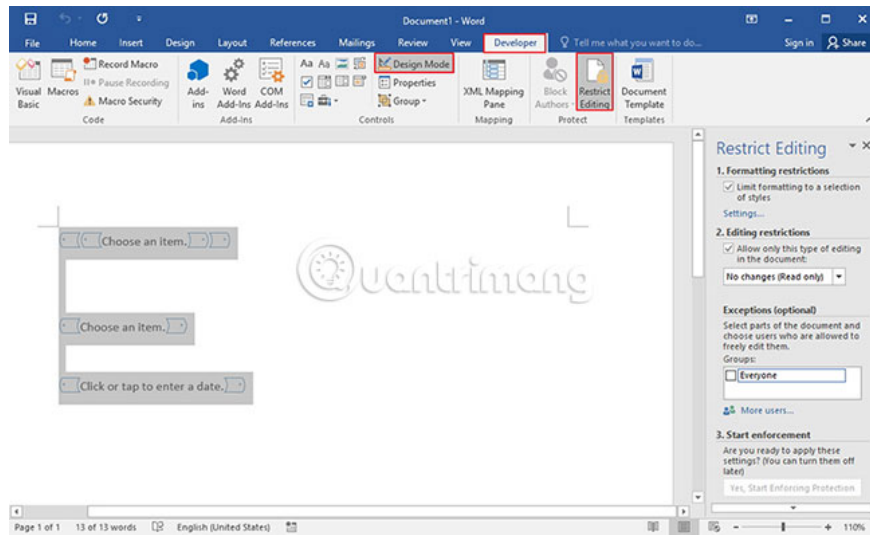 Document1 - Word
File Home Insert Design Layout References Mailings Review View Developer Tell me what you want to do... Sign in Share
Visual Basic
Macros
Record Macro
Pause Recording
Macro Security
Code
Add-ins
Word Add-Ins
COM Add-Ins
Add-Ins
Aa Aa
Design Mode
Properties
Group
Controls
XML Mapping Pane
Mapping
Block Authors
Restrict Editing
Protect
Document Template
Templates
Choose an item.
Choose an item.
Click or tap to enter a date.
Quantrimang
Restrict Editing
1. Formatting restrictions
Limit formatting to a selection
of styles
Settings...
2. Editing restrictions
Allow only this type of editing
in the document:
No changes (Read only)
Exceptions (optional)
Select parts of the document and
choose users who are allowed to
freely edit them.
Groups:
Everyone
More users...
3. Start enforcement
Are you ready to apply these
settings? (You can turn them off
later)
Yes, Start Enforcing Protection
Page 1 of 1 13 of 13 words English (United States) 110%